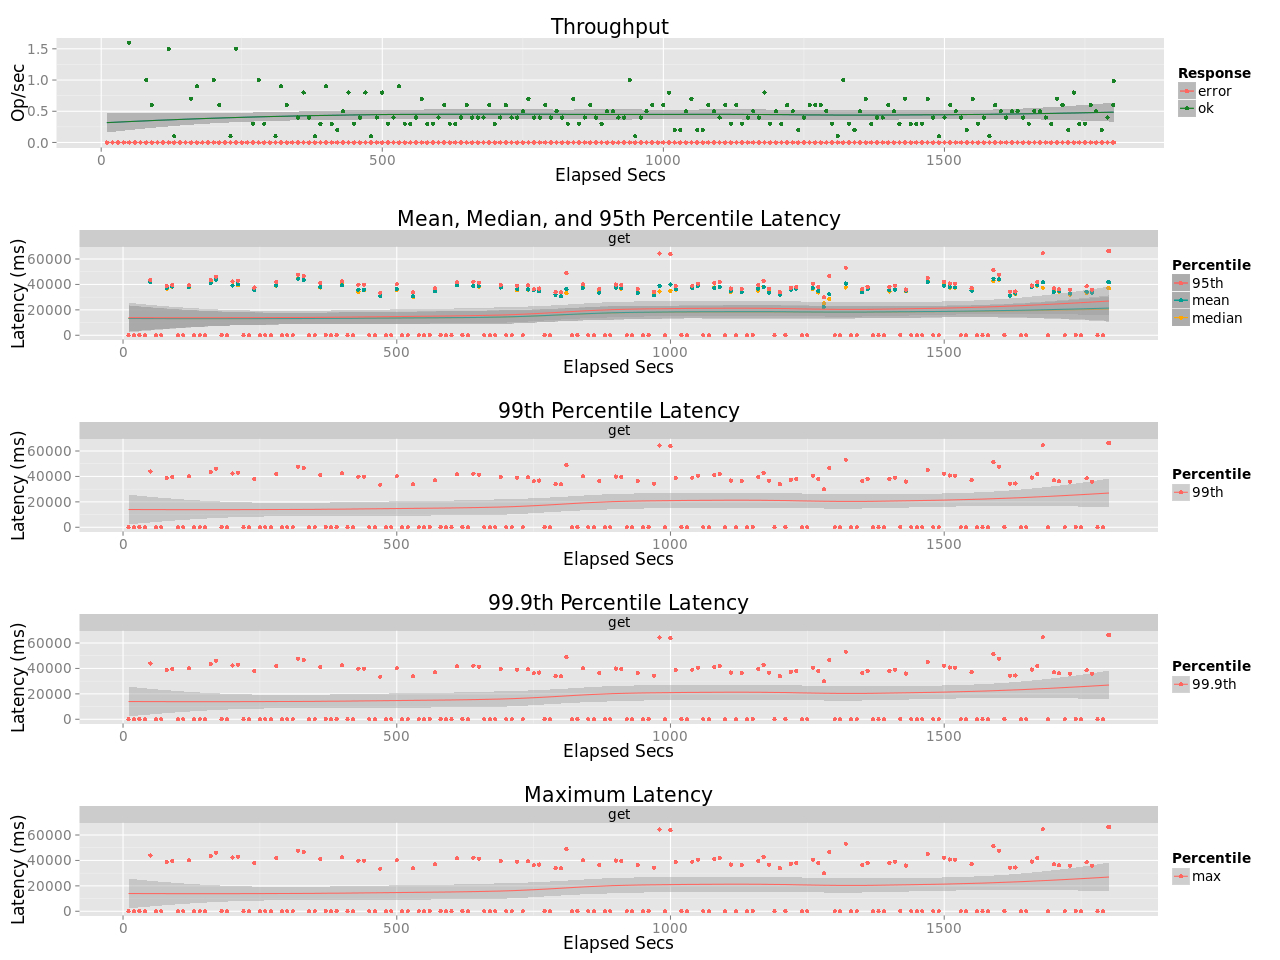 Throughput
Op/sec
1.5
1.0
0.5
0.0
0 500 1000 1500
Elapsed Secs
Response
error
ok
Mean, Median, and 95th Percentile Latency
get
Latency (ms)
60000
40000
20000
0
0 500 1000 1500
Elapsed Secs
Percentile
95th
mean
median
99th Percentile Latency
get
Latency (ms)
60000
40000
20000
0
0 500 1000 1500
Elapsed Secs
Percentile
99th
99.9th Percentile Latency
get
Latency (ms)
60000
40000
20000
0
0 500 1000 1500
Elapsed Secs
Percentile
99.9th
Maximum Latency
get
Latency (ms)
60000
40000
20000
0
0 500 1000 1500
Elapsed Secs
Percentile
max